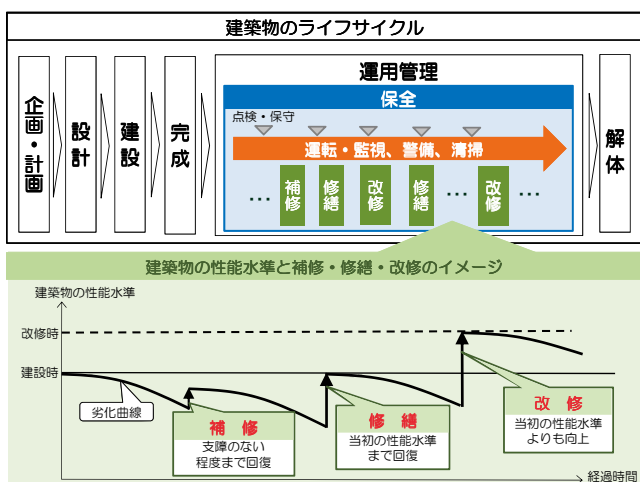 建築物のライフサイクル
企画・計画
設計
建設
完成
運用管理
保全
点検・保守
運転・監視、警備、清掃
… 補修 修繕 改修 修繕 … 改修 …
解体
建築物の性能水準と補修・修繕・改修のイメージ
建築物の性能水準
改修時
建設時
劣化曲線
補 修
支障のない
程度まで回復
修 繕
当初の性能水準
まで回復
改 修
当初の性能水準
よりも向上
経過時間